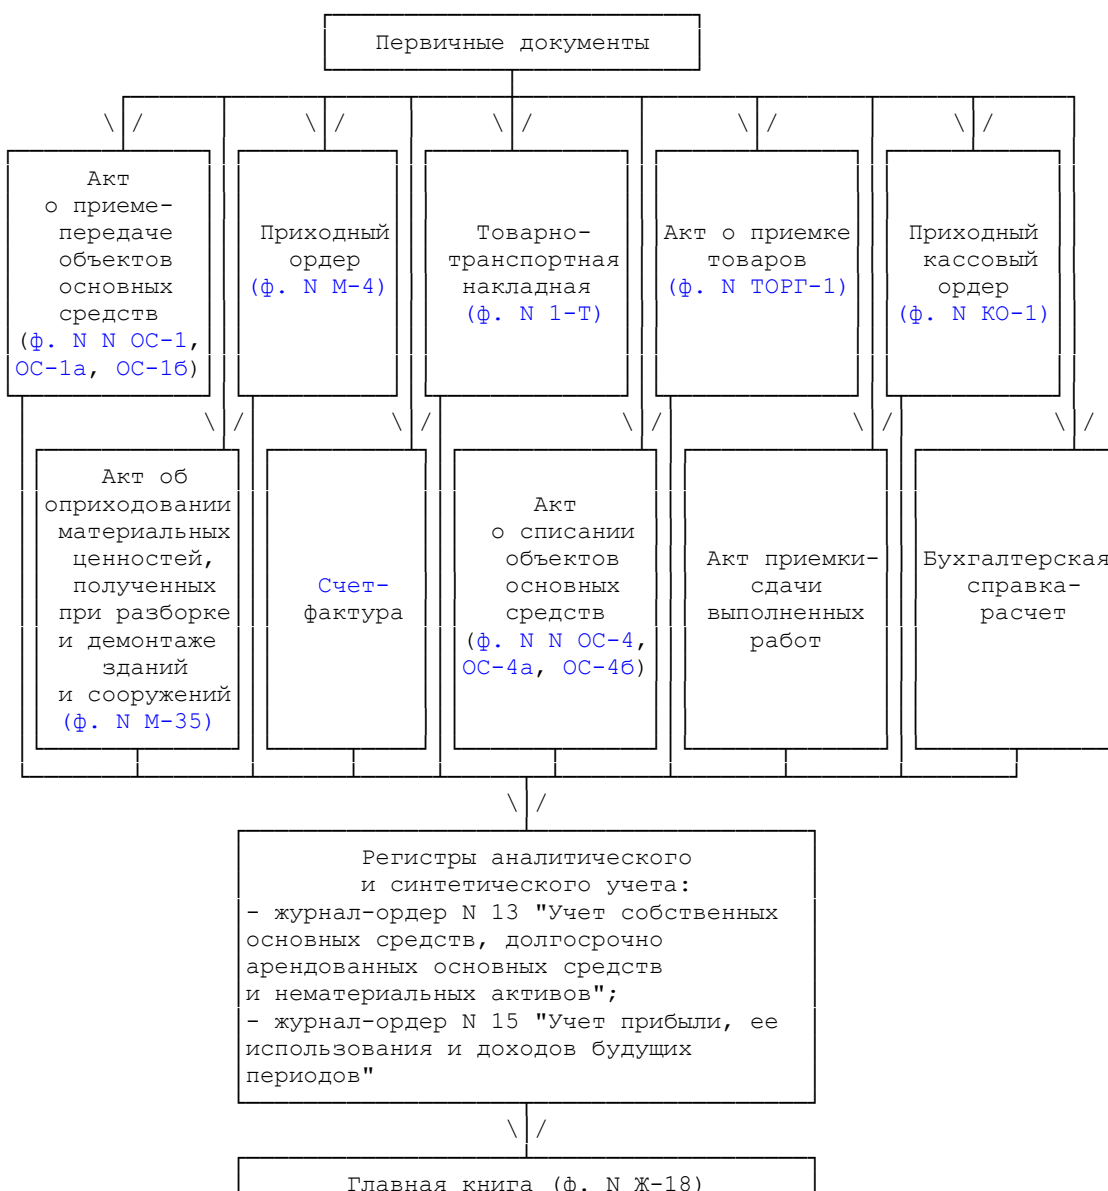 Первичные документы
Акт
о приеме-
передаче
объектов
основных
средств
(ф. N N ОС-1,
ОС-1а, ОС-1б)
Приходный
ордер
(ф. N М-4)
Товарно-
транспортная
накладная
(ф. N 1-Т)
Акт о приемке
товаров
(ф. N ТОРГ-1)
Приходный
кассовый
ордер
(ф. N КО-1)
Акт об
оприходовании
материальных
ценностей,
полученных
при разборке
и демонтаже
зданий
и сооружений
(ф. N М-35)
Счет-
фактура
Акт
о списании
объектов
основных
средств
(ф. N N ОС-4,
ОС-4а, ОС-4б)
Акт приемки-
сдачи
выполненных
работ
Бухгалтерская
справка-
расчет
Регистры аналитического
и синтетического учета:
- журнал-ордер N 13 "Учет собственных
основных средств, долгосрочно
арендованных основных средств
и нематериальных активов";
- журнал-ордер N 15 "Учет прибыли, ее
использования и доходов будущих
периодов"
Главная книга (ф. N Ж-18)